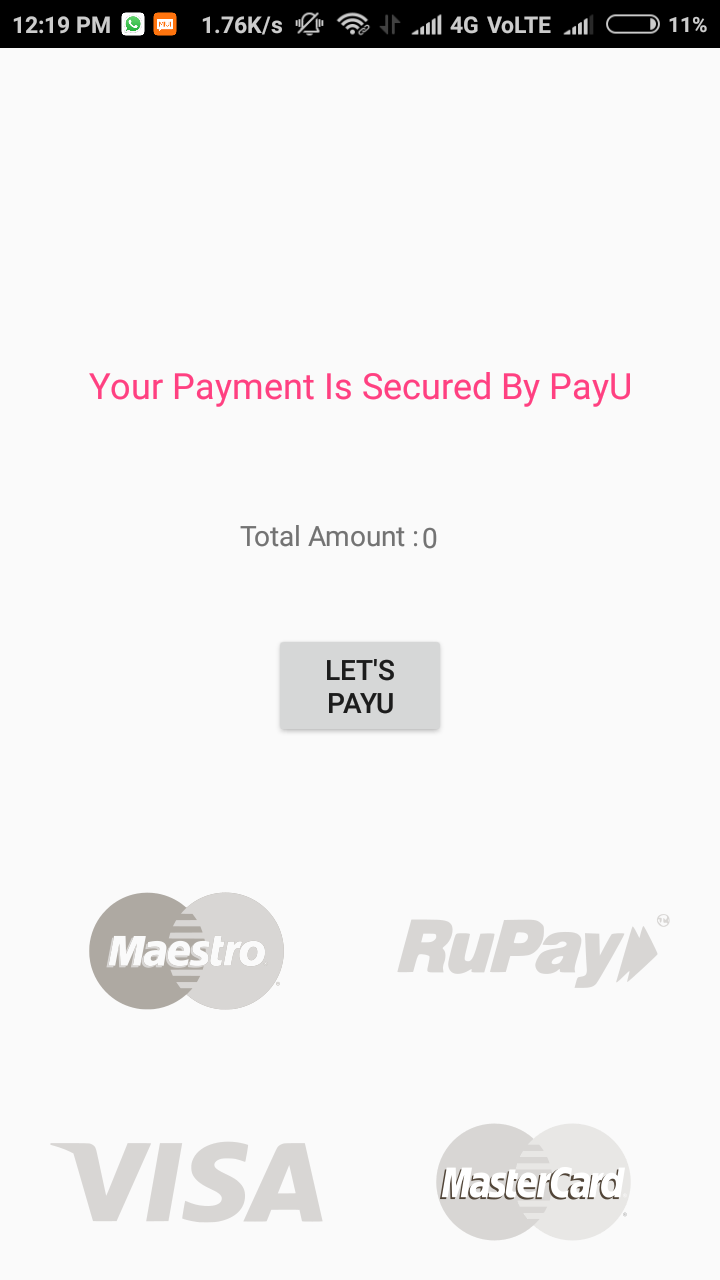 12:19 PM 1.76K/s 4G VoLTE 11%
Your Payment Is Secured By PayU
Total Amount : 0
LET'S
PAYU
Maestro
RuPay
VISA
MasterCard